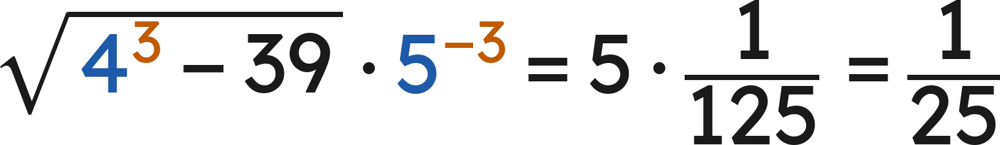 √(4³ − 39) · 5⁻³ = 5 · 1/125 = 1/25